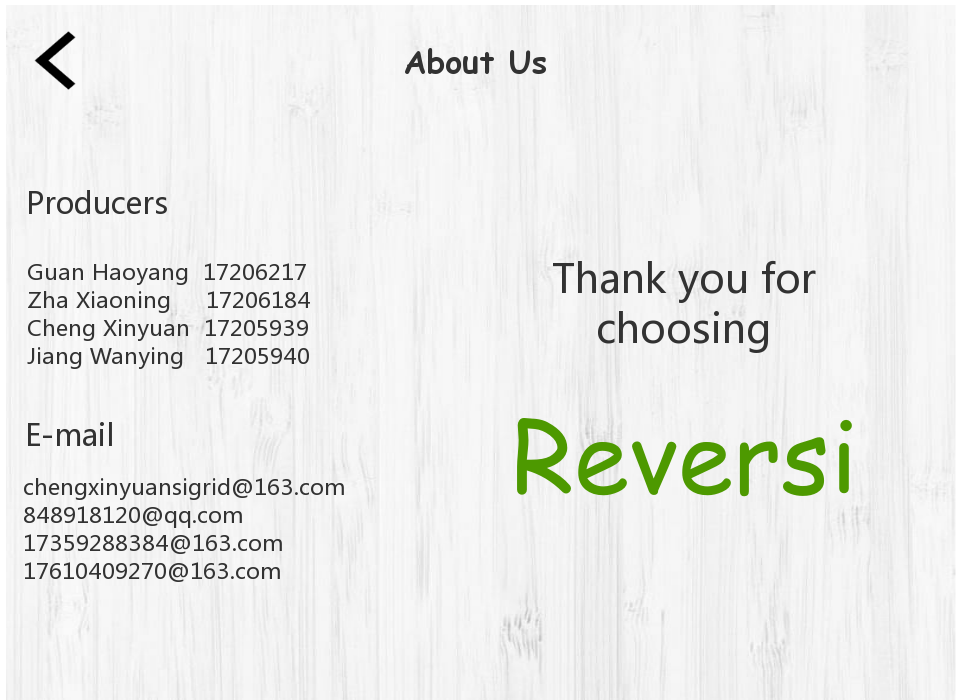 About Us
Producers
Guan Haoyang 17206217
Zha Xiaoning 17206184
Cheng Xinyuan 17205939
Jiang Wanying 17205940
E-mail
chengxinyuansigrid@163.com
848918120@qq.com
17359288384@163.com
17610409270@163.com
Thank you for
choosing
Reversi